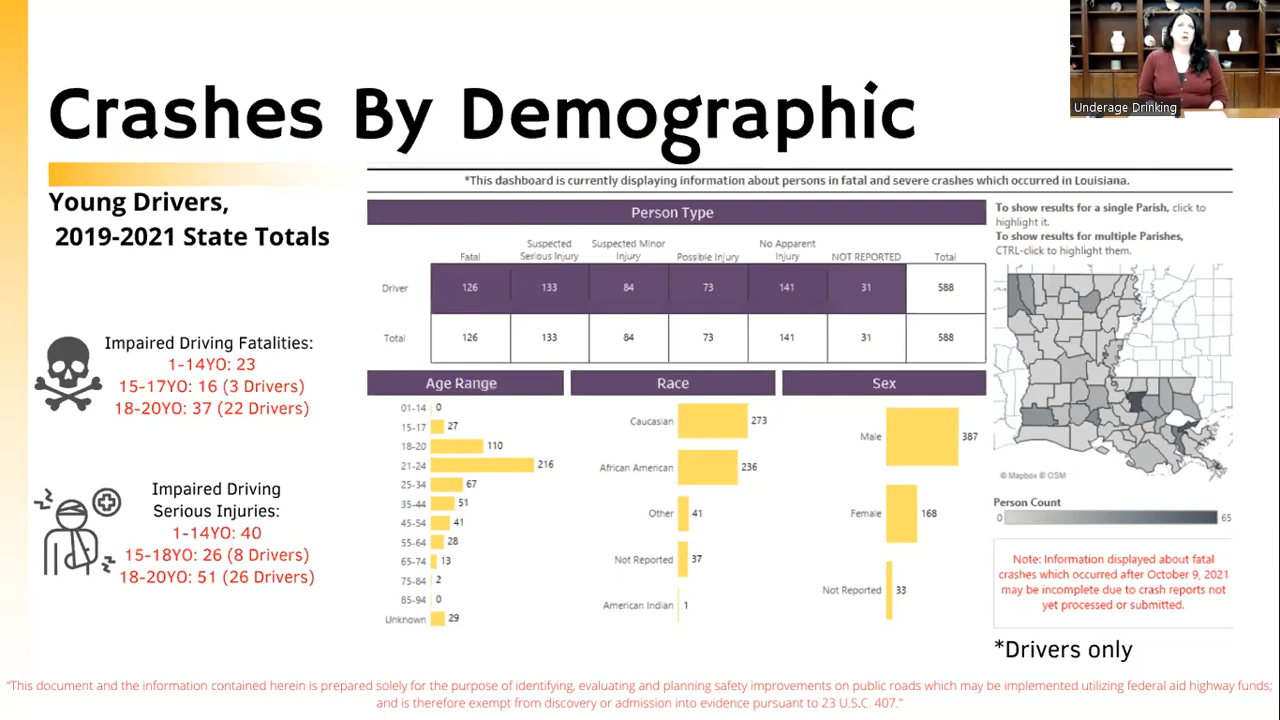 Crashes By Demographic
Underage Drinking
Young Drivers,
2019-2021 State Totals
Impaired Driving Fatalities:
1-14YO: 23
15-17YO: 16 (3 Drivers)
18-20YO: 37 (22 Drivers)
Impaired Driving
Serious Injuries:
1-14YO: 40
15-18YO: 26 (8 Drivers)
18-20YO: 51 (26 Drivers)
*This dashboard is currently displaying information about persons in fatal and severe crashes which occurred in Louisiana.
Person Type
Fatal Suspected Serious Injury Suspected Minor Injury Possible Injury No Apparent Injury NOT REPORTED Total
Driver 126 133 84 73 141 31 588
Total 126 133 84 73 141 31 588
Age Range
01-14 0
15-17 27
18-20 110
21-24 216
25-34 67
35-44 51
45-54 41
55-64 28
65-74 13
75-84 2
85-94 0
Unknown 29
Race
Caucasian 273
African American 236
Other 41
Not Reported 37
American Indian 1
Sex
Male 387
Female 168
Not Reported 33
To show results for a single Parish, click to
highlight it.
To show results for multiple Parishes,
CTRL-click to highlight them.
© Mapbox © OSM
Person Count
0 65
Note: Information displayed about fatal
crashes which occurred after October 9, 2021
may be incomplete due to crash reports not
yet processed or submitted.
*Drivers only
"This document and the information contained herein is prepared solely for the purpose of identifying, evaluating and planning safety improvements on public roads which may be implemented utilizing federal aid highway funds;
and is therefore exempt from discovery or admission into evidence pursuant to 23 U.S.C. 407."